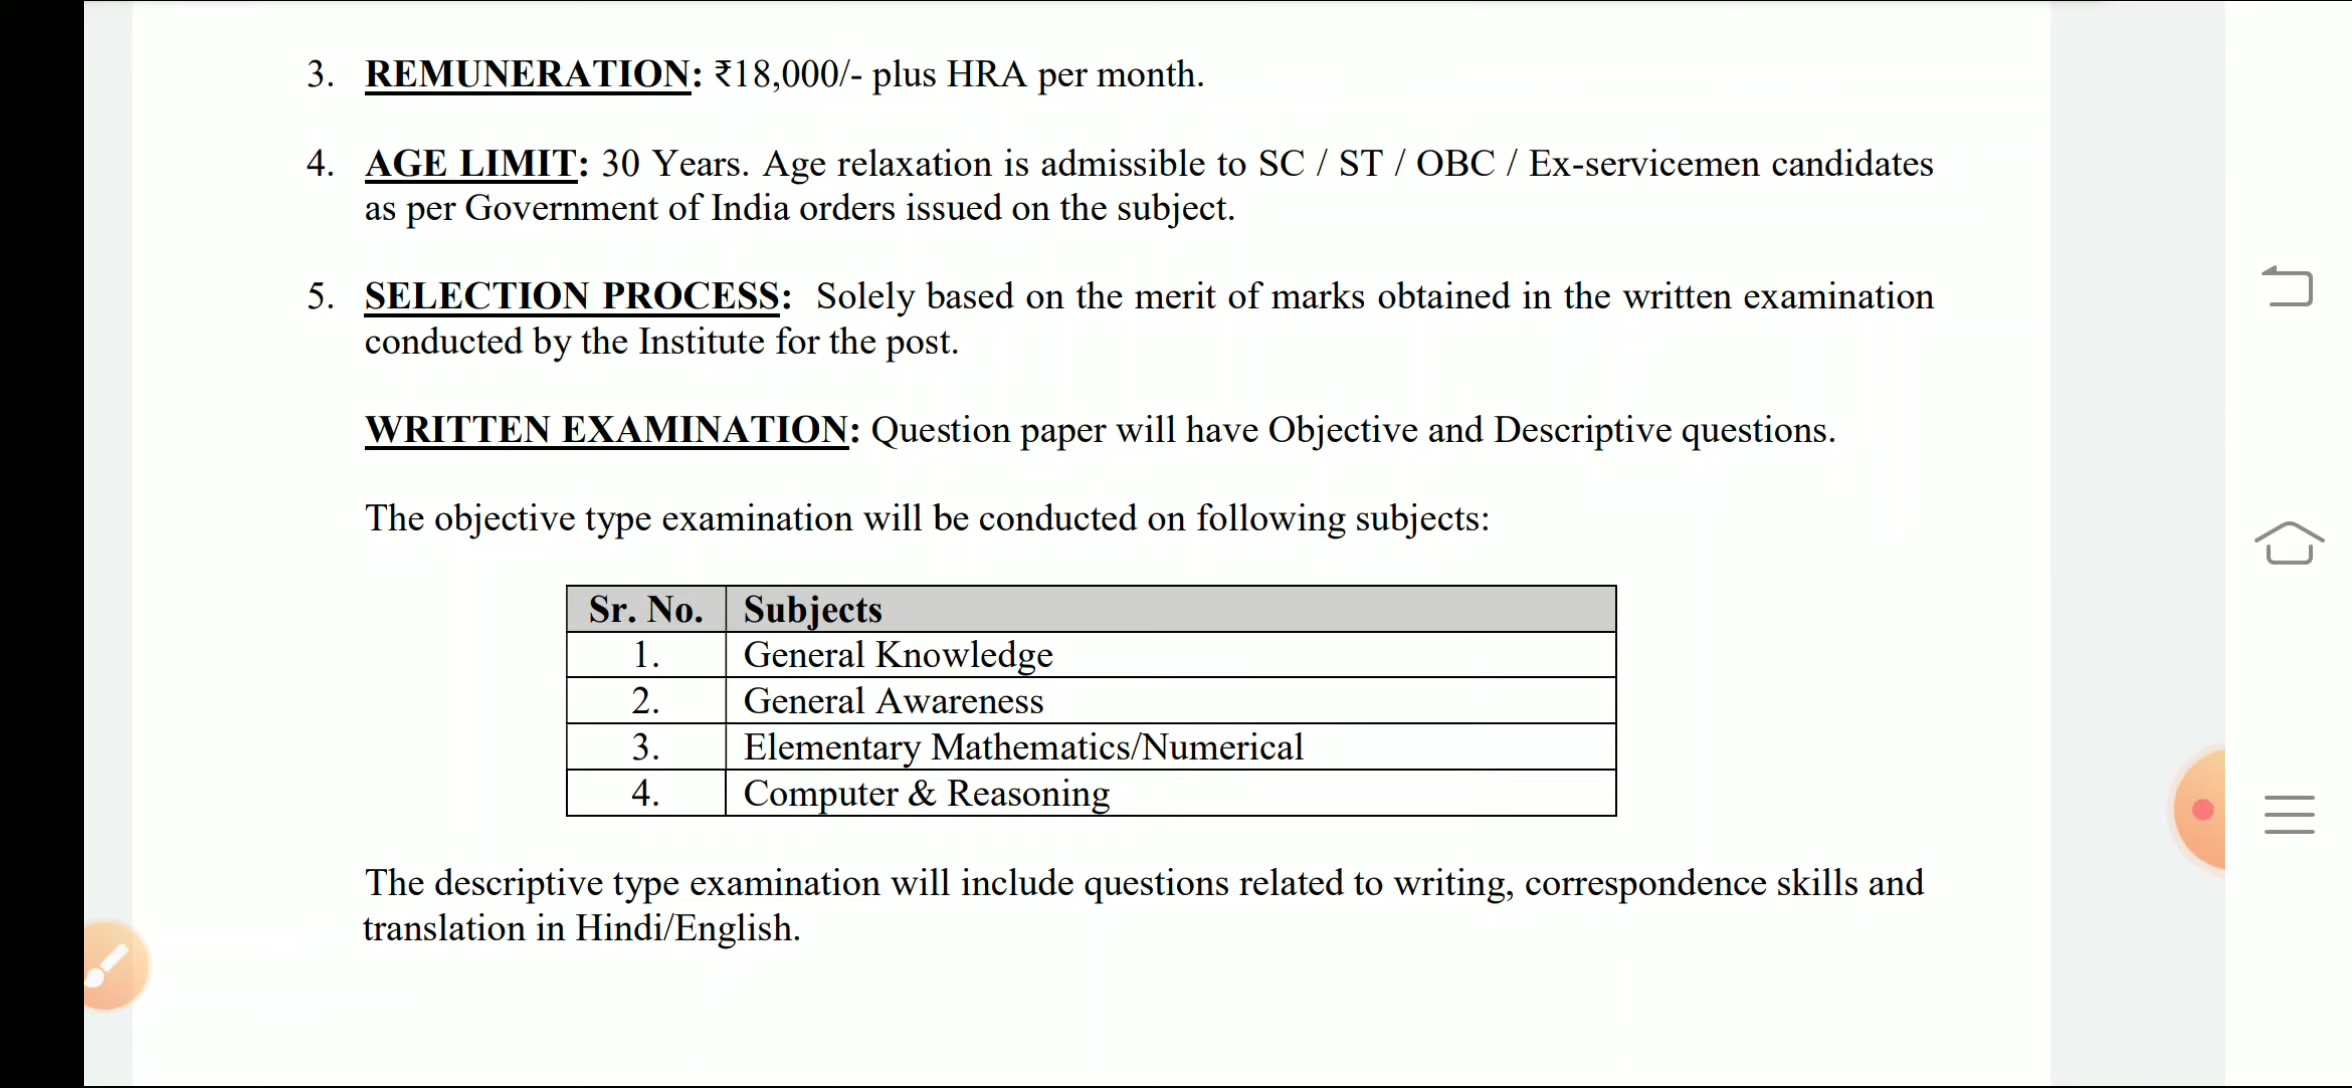 3. REMUNERATION: ₹18,000/- plus HRA per month.
4. AGE LIMIT: 30 Years. Age relaxation is admissible to SC / ST / OBC / Ex-servicemen candidates
as per Government of India orders issued on the subject.
5. SELECTION PROCESS: Solely based on the merit of marks obtained in the written examination
conducted by the Institute for the post.
WRITTEN EXAMINATION: Question paper will have Objective and Descriptive questions.
The objective type examination will be conducted on following subjects:
Sr. No. Subjects
1. General Knowledge
2. General Awareness
3. Elementary Mathematics/Numerical
4. Computer & Reasoning
The descriptive type examination will include questions related to writing, correspondence skills and
translation in Hindi/English.